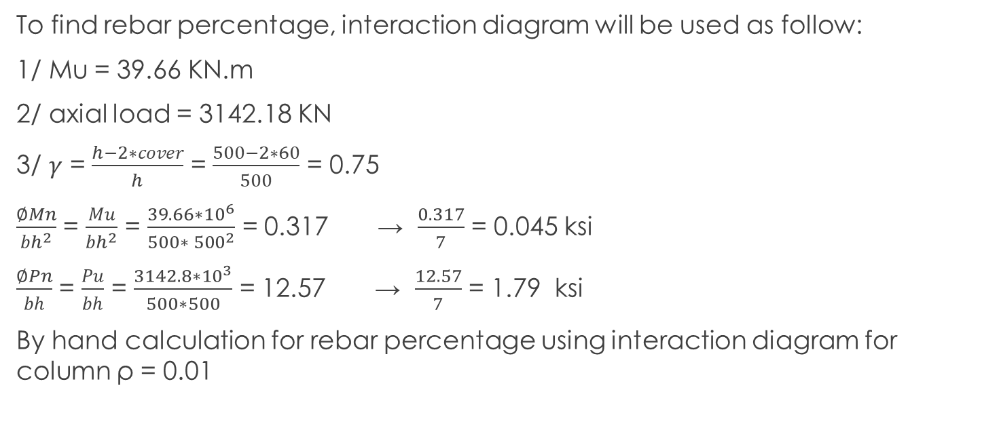 To find rebar percentage, interaction diagram will be used as follow:
1/ Mu = 39.66 KN.m
2/ axial load = 3142.18 KN
3/ γ = (h−2∗cover)/h = (500−2∗60)/500 = 0.75
∅Mn/bh² = Mu/bh² = (39.66∗10⁶)/(500∗ 500²) = 0.317 → 0.317/7 = 0.045 ksi
∅Pn/bh = Pu/bh = (3142.8∗10³)/(500∗500) = 12.57 → 12.57/7 = 1.79 ksi
By hand calculation for rebar percentage using interaction diagram for
column ρ = 0.01